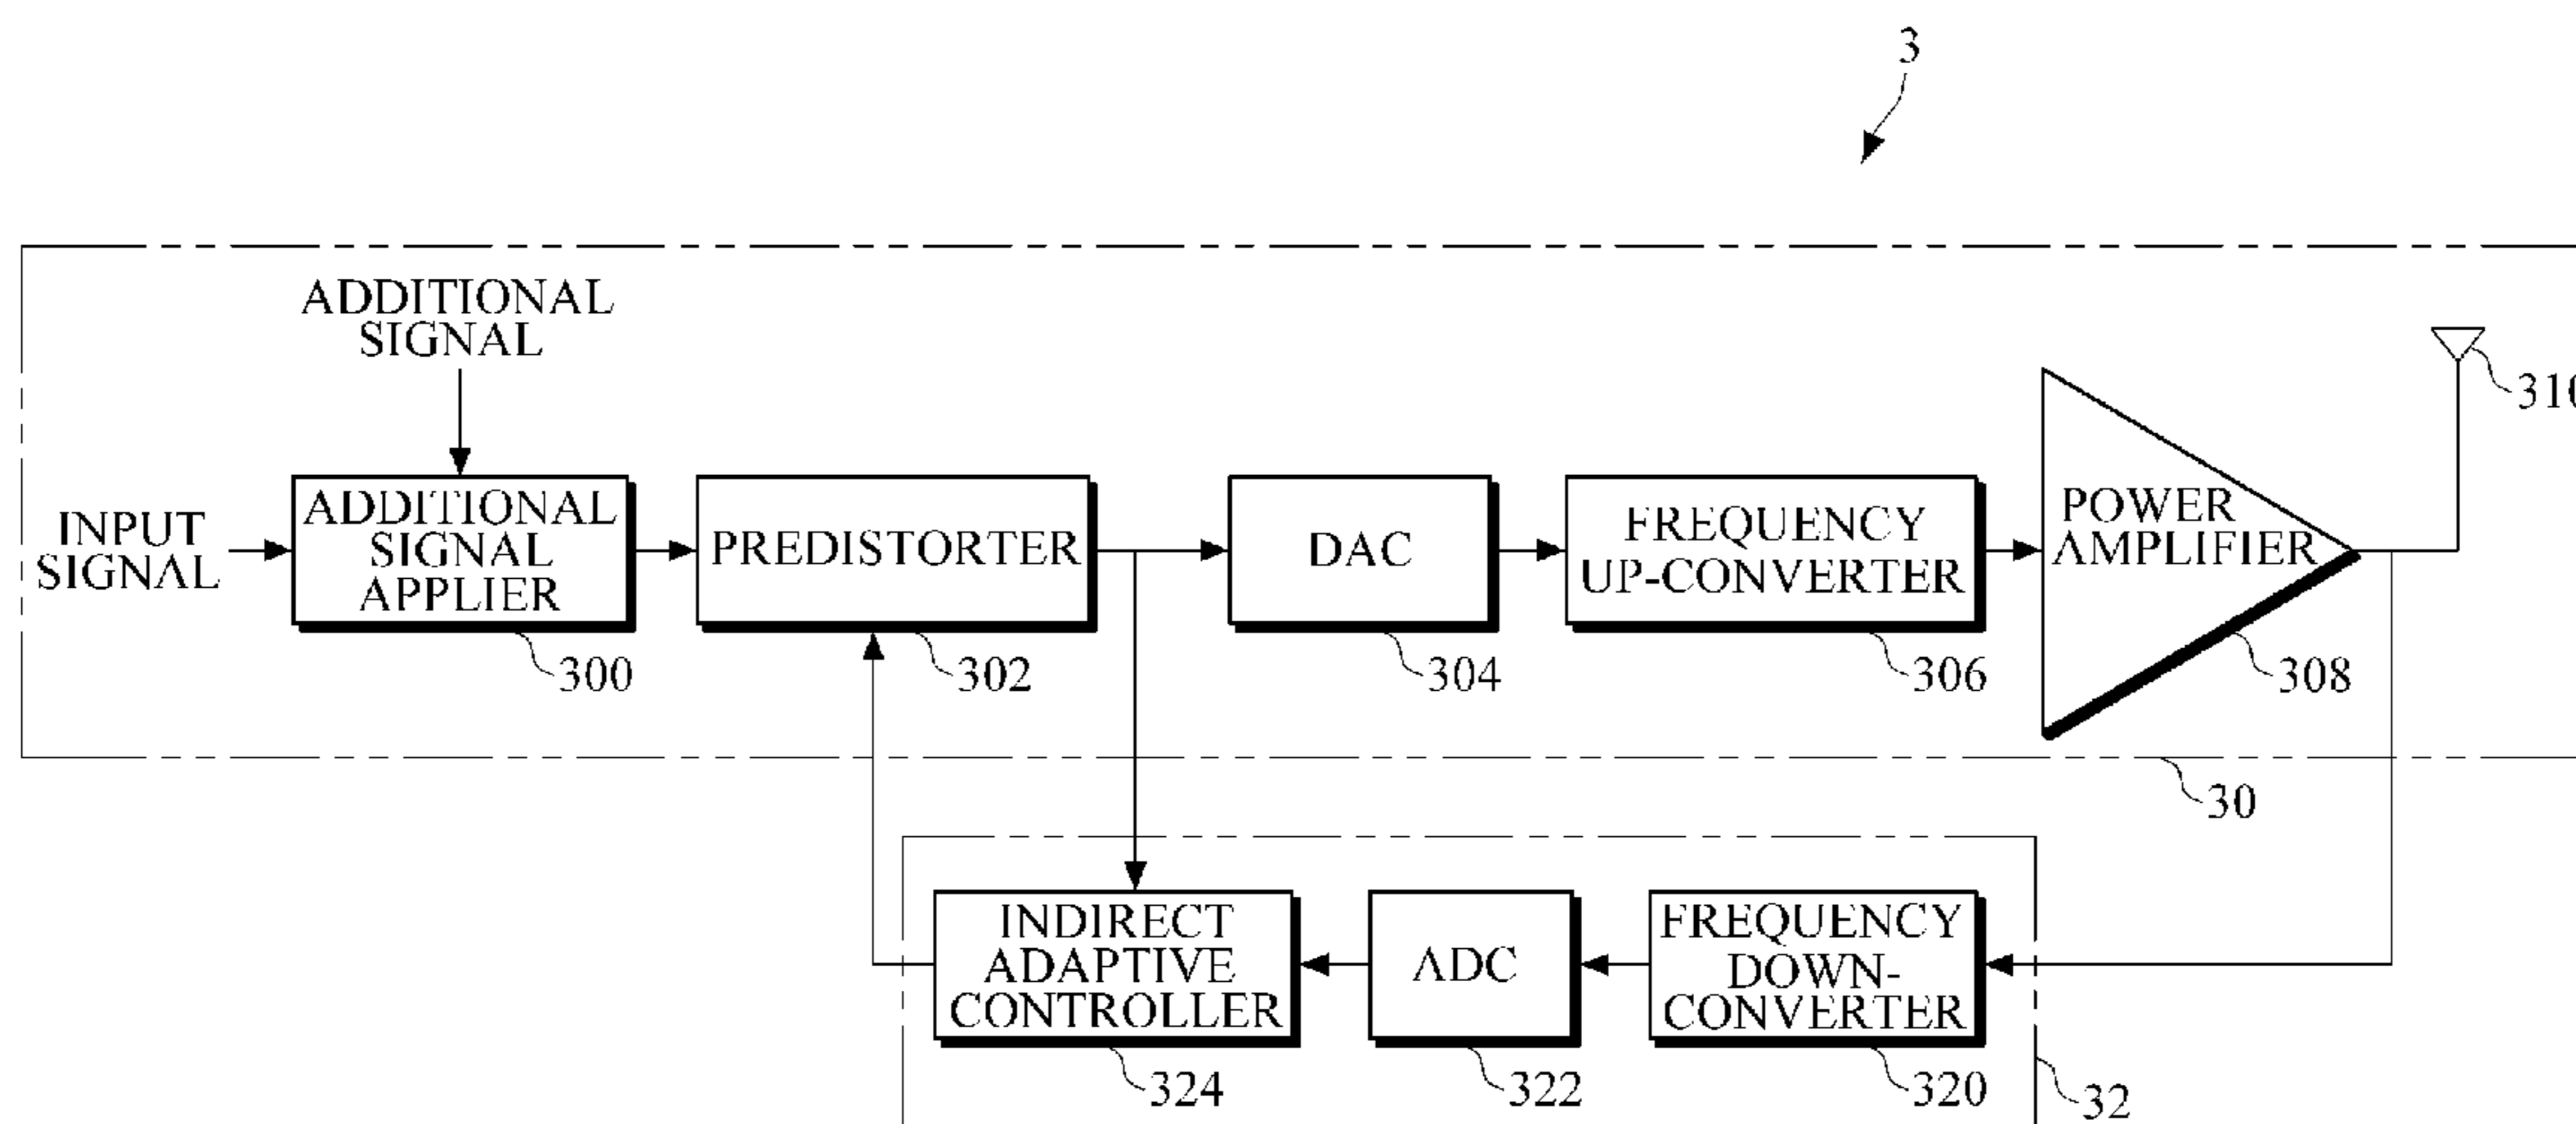 3
ADDITIONAL
SIGNAL
INPUT
SIGNAL
ADDITIONAL
SIGNAL
APPLIER
PREDISTORTER
DAC
FREQUENCY
UP-CONVERTER
POWER
AMPLIFIER
310
300
302
304
306
308
30
INDIRECT
ADAPTIVE
CONTROLLER
ADC
FREQUENCY
DOWN-
CONVERTER
324
322
320
32